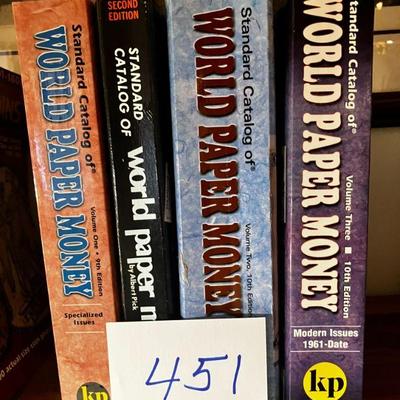 Standard Catalog of®
WORLD PAPER MONEY
Volume One • 9th Edition
Specialized
Issues
kp
SECOND
EDITION
STANDARD
CATALOG OF
world paper m
by Albert Pick
Standard Catalog of®
WORLD PAPER MONEY
Volume Two, 10th Edition
Standard Catalog of®
WORLD PAPER MONEY
Volume Three ■ 10th Edition
Modern Issues
1961-Date
kp
451